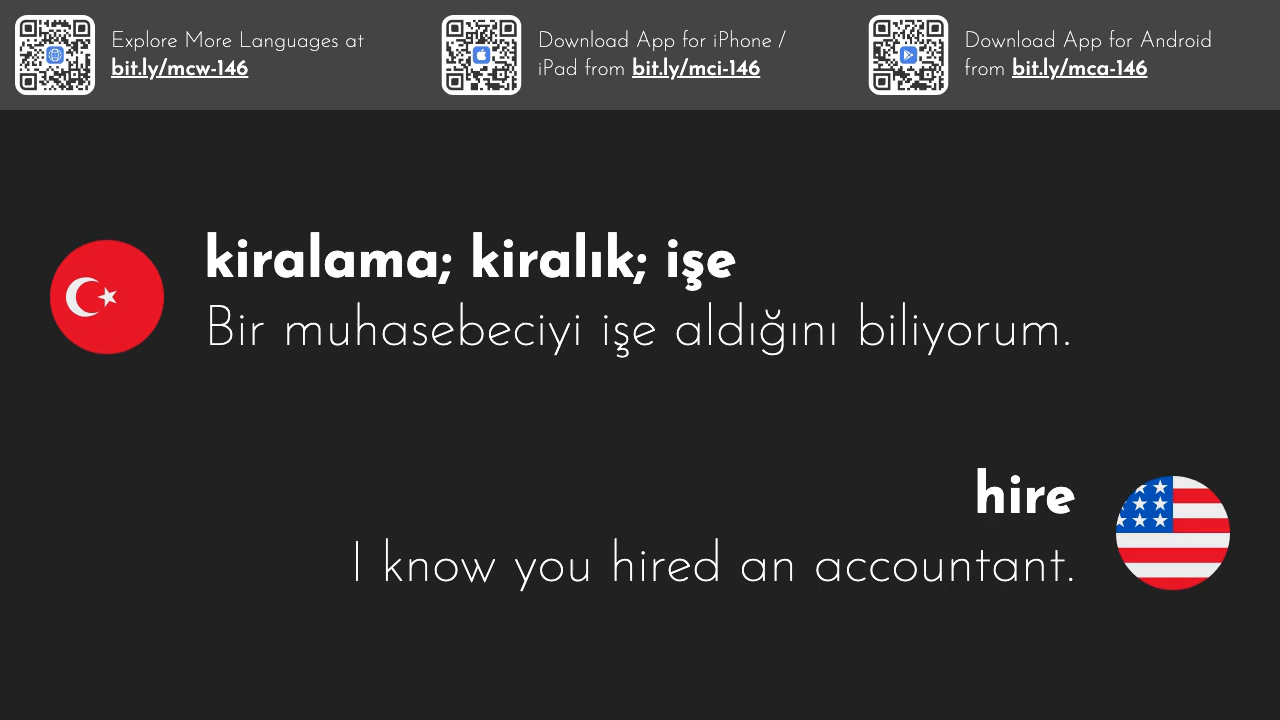 Explore More Languages at
bit.ly/mcw-146
Download App for iPhone /
iPad from bit.ly/mci-146
Download App for Android
from bit.ly/mca-146
kiralama; kiralık; işe
Bir muhasebeciyi işe aldığını biliyorum.
hire
I know you hired an accountant.